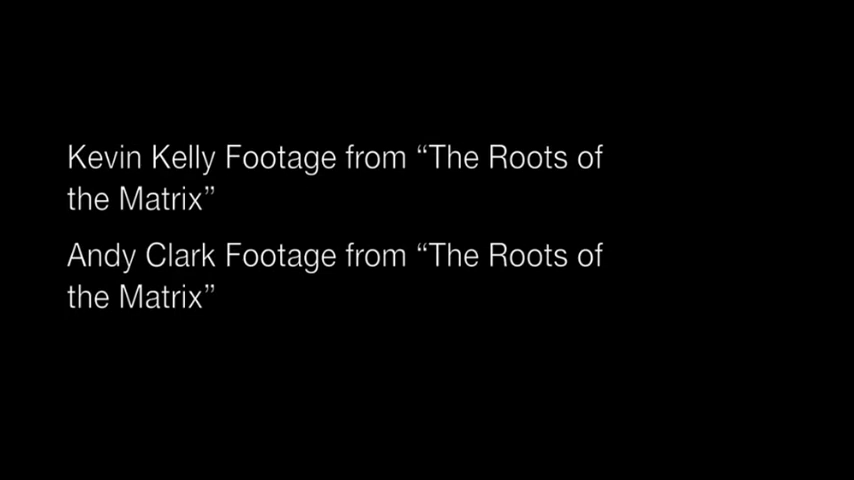 Kevin Kelly Footage from “The Roots of
the Matrix”
Andy Clark Footage from “The Roots of
the Matrix”